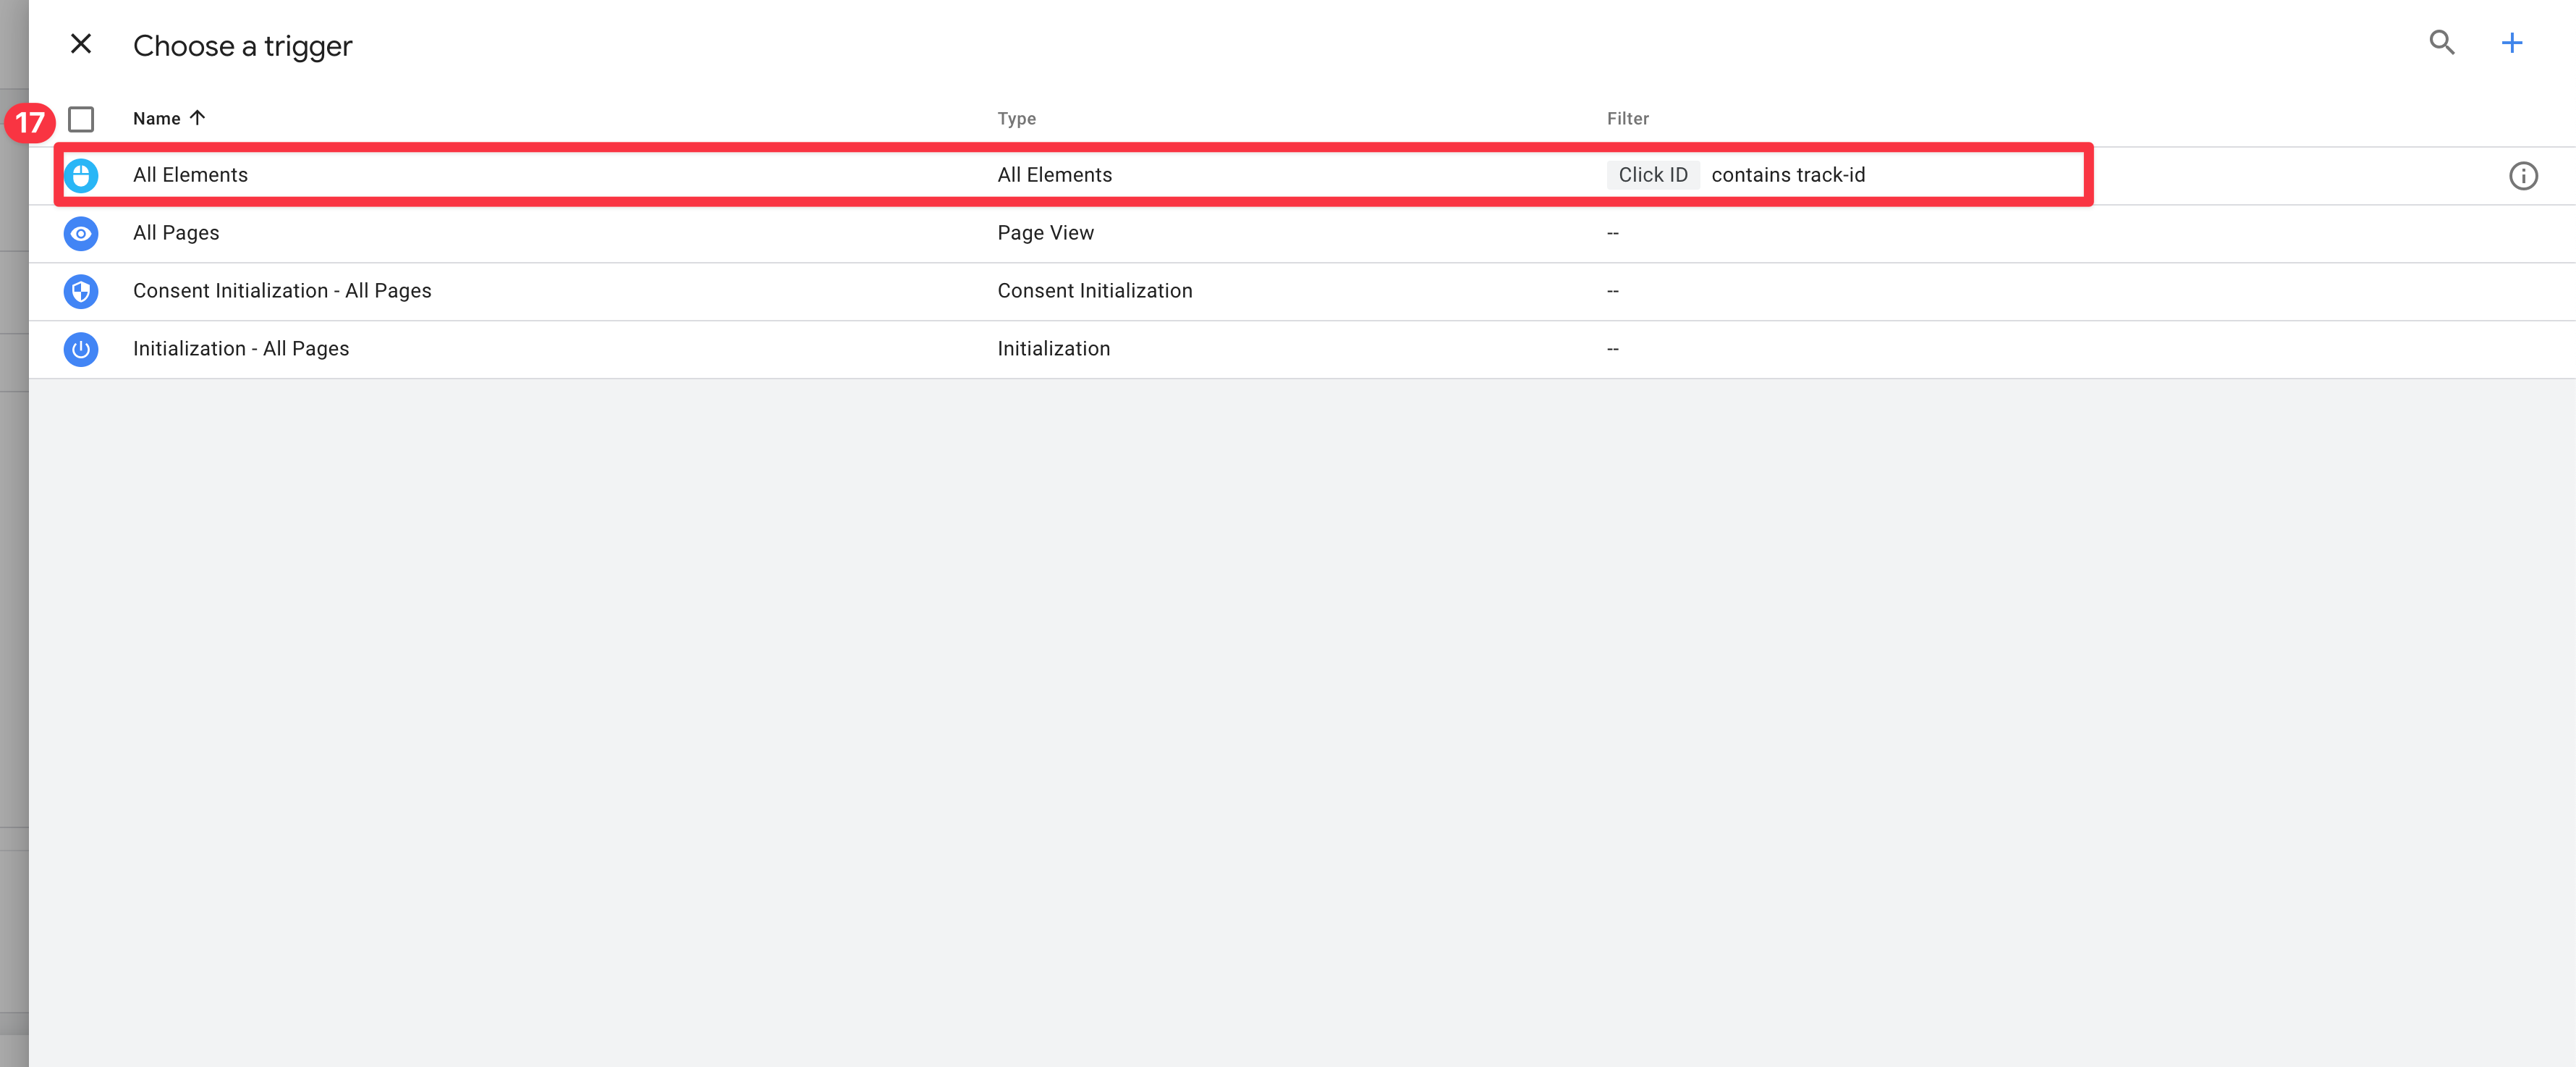 Choose a trigger
17
Name Type Filter
All Elements All Elements Click ID contains track-id
All Pages Page View --
Consent Initialization - All Pages Consent Initialization --
Initialization - All Pages Initialization --